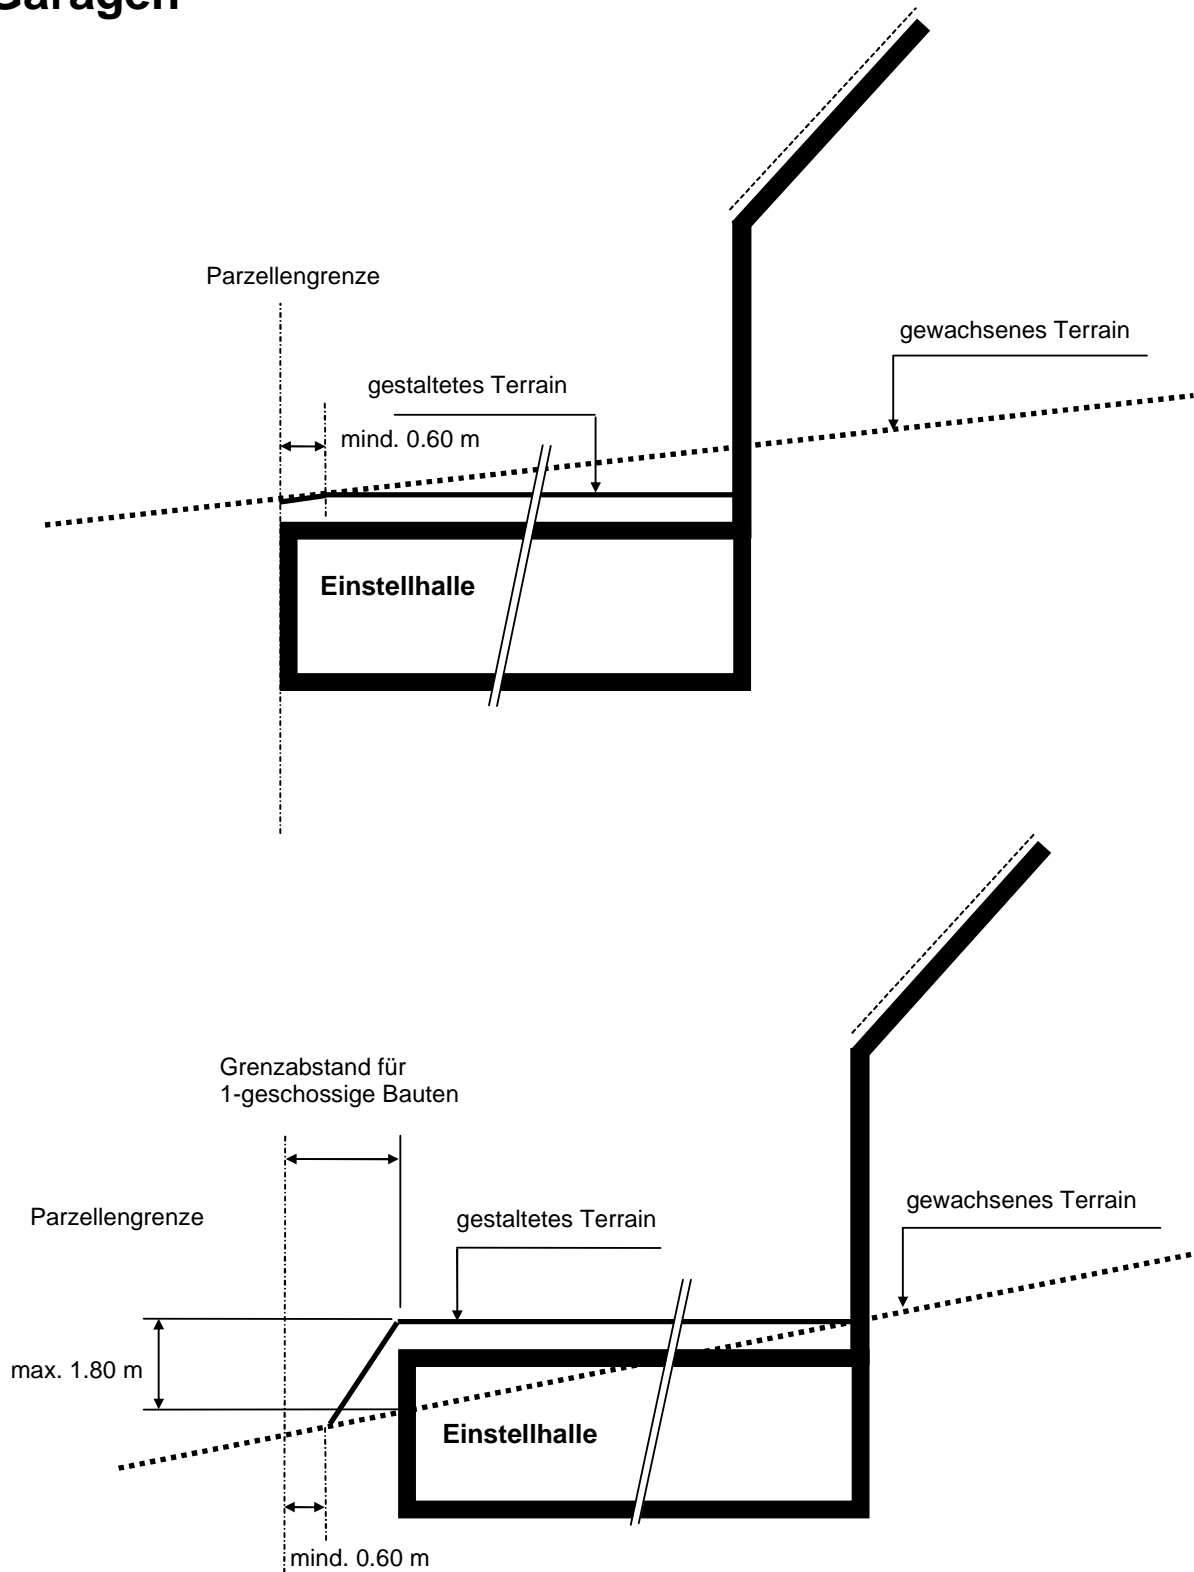 Garagen
Parzellengrenze
gewachsenes Terrain
gestaltetes Terrain
mind. 0.60 m
Einstellhalle
Grenzabstand für
1-geschossige Bauten
Parzellengrenze
gestaltetes Terrain
gewachsenes Terrain
max. 1.80 m
Einstellhalle
mind. 0.60 m